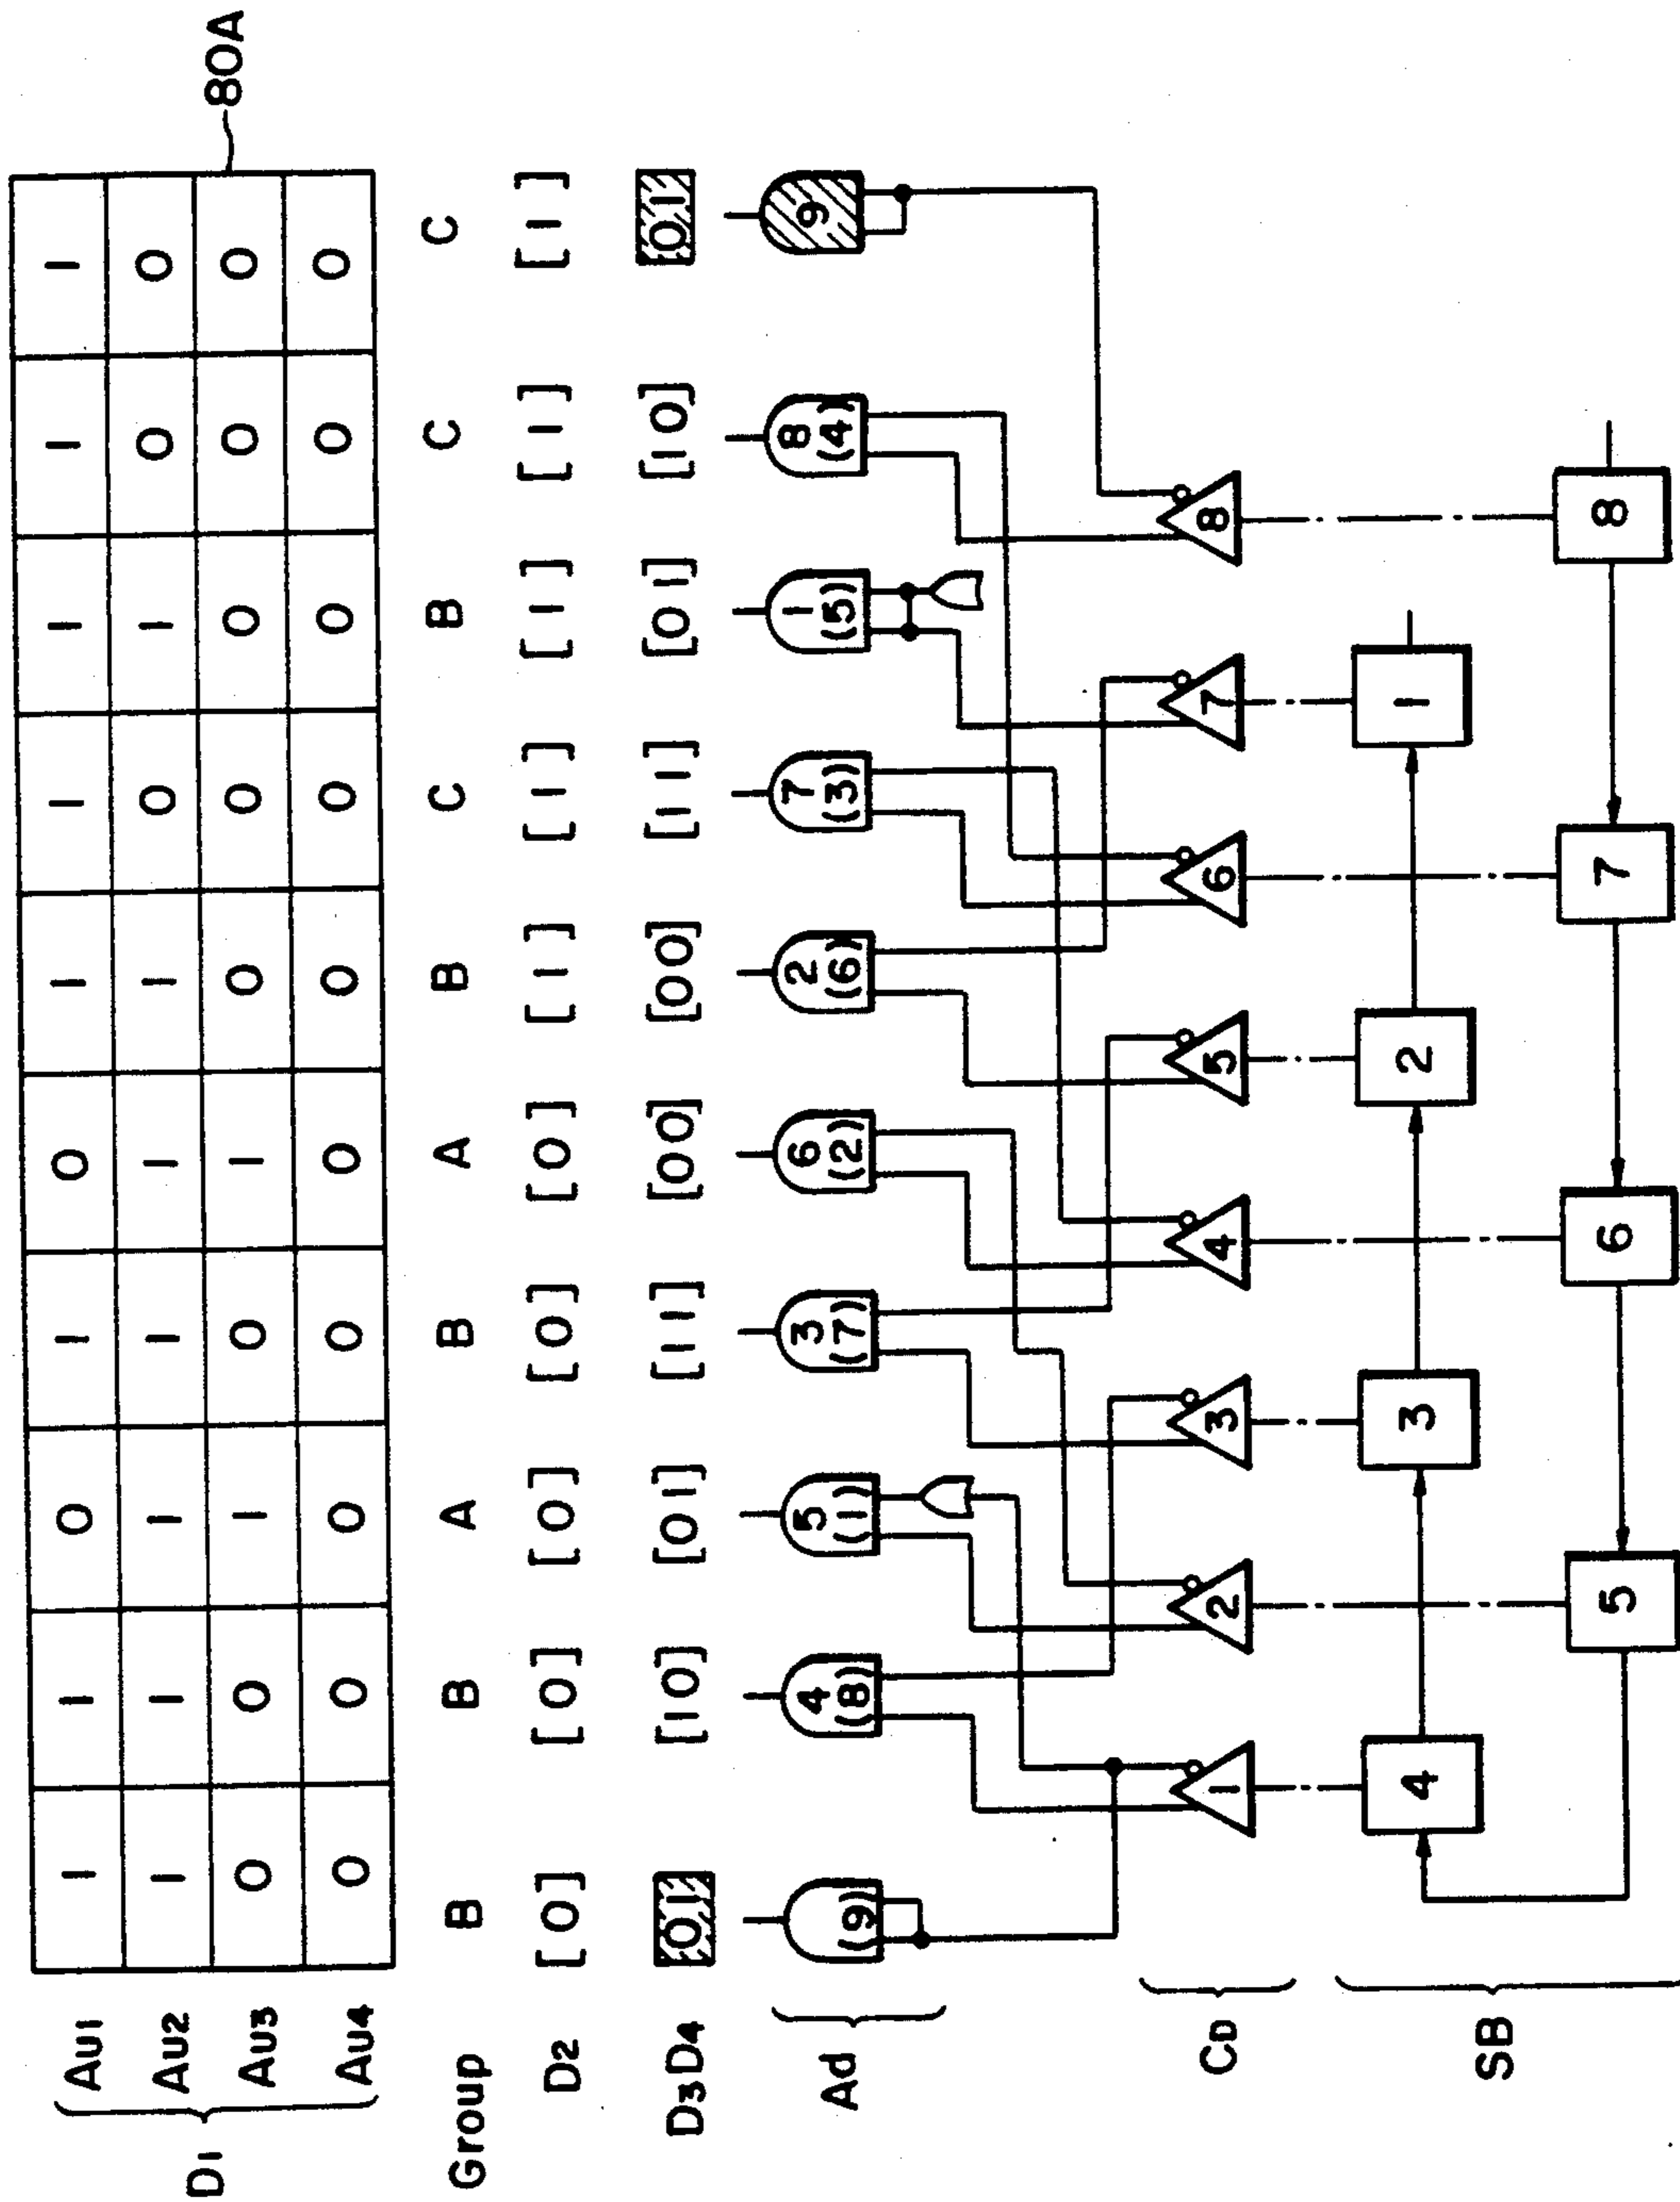 80A
D1
Au1 1 1 0 1 0 1 1 1 1 1
Au2 1 1 1 1 1 1 0 1 0 0
Au3 0 0 1 0 1 0 0 0 0 0
Au4 0 0 0 0 0 0 0 0 0 0
Group B B A B A B C B C C
D2 [0] [0] [0] [0] [0] [1] [1] [1] [1] [1]
D3D4 01 [10] [01] [11] [00] [00] [11] [01] [10] 01
Ad
4 5 3 6 2 7 1 8 9
(9) (8) (1) (7) (2) (6) (3) (5) (4)
CD 1 2 3 4 5 6 7 8
SB
4 3 2 1
5 6 7 8